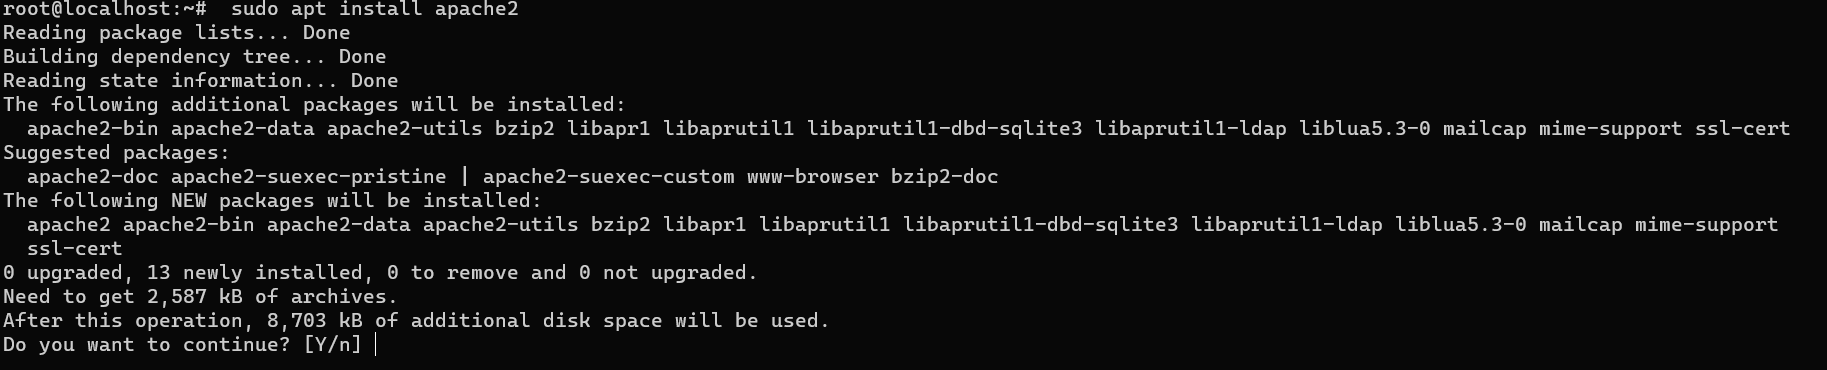 root@localhost:~#  sudo apt install apache2
Reading package lists... Done
Building dependency tree... Done
Reading state information... Done
The following additional packages will be installed:
  apache2-bin apache2-data apache2-utils bzip2 libapr1 libaprutil1 libaprutil1-dbd-sqlite3 libaprutil1-ldap liblua5.3-0 mailcap mime-support ssl-cert
Suggested packages:
  apache2-doc apache2-suexec-pristine | apache2-suexec-custom www-browser bzip2-doc
The following NEW packages will be installed:
  apache2 apache2-bin apache2-data apache2-utils bzip2 libapr1 libaprutil1 libaprutil1-dbd-sqlite3 libaprutil1-ldap liblua5.3-0 mailcap mime-support
  ssl-cert
0 upgraded, 13 newly installed, 0 to remove and 0 not upgraded.
Need to get 2,587 kB of archives.
After this operation, 8,703 kB of additional disk space will be used.
Do you want to continue? [Y/n]